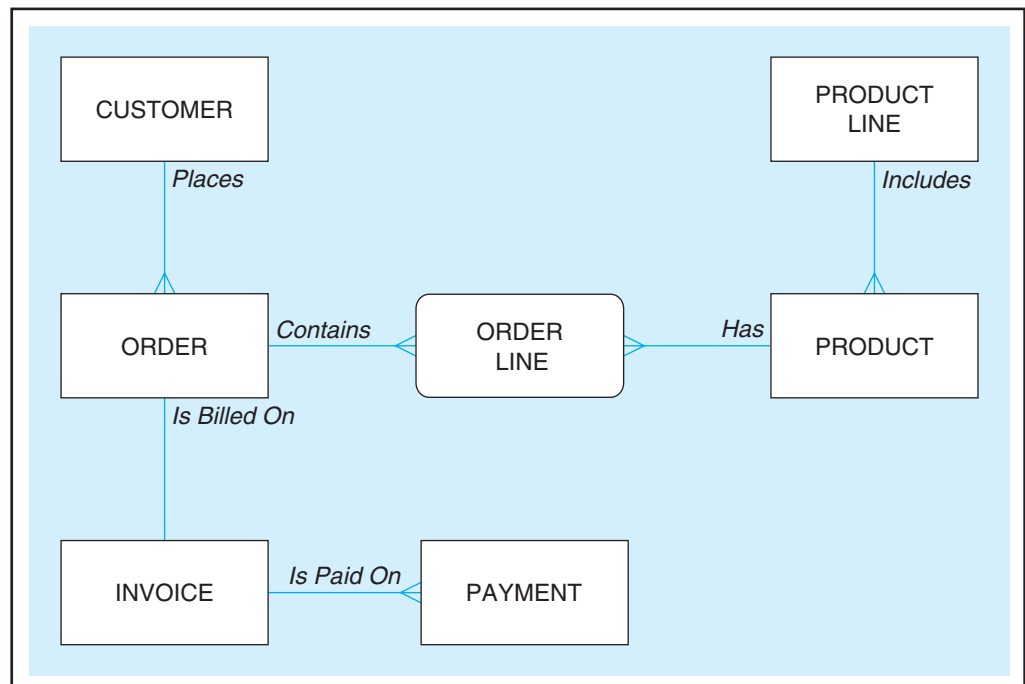 CUSTOMER
PRODUCT
LINE
Places
Includes
ORDER
Contains
ORDER
LINE
Has
PRODUCT
Is Billed On
INVOICE
Is Paid On
PAYMENT